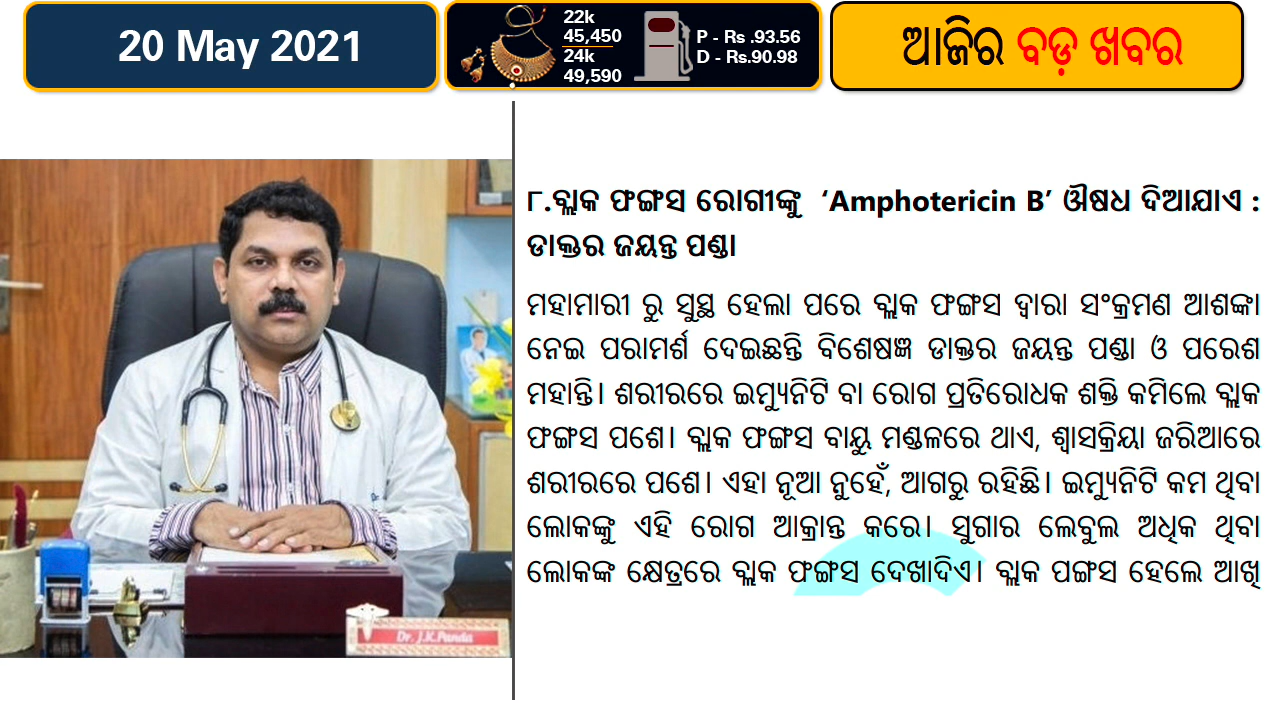 20 May 2021
22k
45,450
24k
49,590
P - Rs .93.56
D - Rs.90.98
ଆଜିର ବଡ଼ ଖବର
୮.ବ୍ଲାକ ଫଙ୍ଗସ ରୋଗୀଙ୍କୁ ‘Amphotericin B’ ଔଷଧ ଦିଆଯାଏ :
ଡାକ୍ତର ଜୟନ୍ତ ପଣ୍ଡା
ମହାମାରୀ ରୁ ସୁସ୍ଥ ହେଲା ପରେ ବ୍ଲାକ ଫଙ୍ଗସ ଦ୍ୱାରା ସଂକ୍ରମଣ ଆଶଙ୍କା
ନେଇ ପରାମର୍ଶ ଦେଇଛନ୍ତି ବିଶେଷଜ୍ଞ ଡାକ୍ତର ଜୟନ୍ତ ପଣ୍ଡା ଓ ପରେଶ
ମହାନ୍ତି। ଶରୀରରେ ଇମ୍ୟୁନିଟି ବା ରୋଗ ପ୍ରତିରୋଧକ ଶକ୍ତି କମିଲେ ବ୍ଲାକ
ଫଙ୍ଗସ ପଶେ। ବ୍ଲାକ ଫଙ୍ଗସ ବାୟୁ ମଣ୍ଡଳରେ ଥାଏ, ଶ୍ୱାସକ୍ରିୟା ଜରିଆରେ
ଶରୀରରେ ପଶେ। ଏହା ନୂଆ ନୁହେଁ, ଆଗରୁ ରହିଛି। ଇମ୍ୟୁନିଟି କମ ଥିବା
ଲୋକଙ୍କୁ ଏହି ରୋଗ ଆକ୍ରାନ୍ତ କରେ। ସୁଗାର ଲେବୁଲ ଅଧିକ ଥିବା
ଲୋକଙ୍କ କ୍ଷେତ୍ରରେ ବ୍ଲାକ ଫଙ୍ଗସ ଦେଖାଦିଏ। ବ୍ଲାକ ପଙ୍ଗସ ହେଲେ ଆଖି
Dr. J.K.Panda